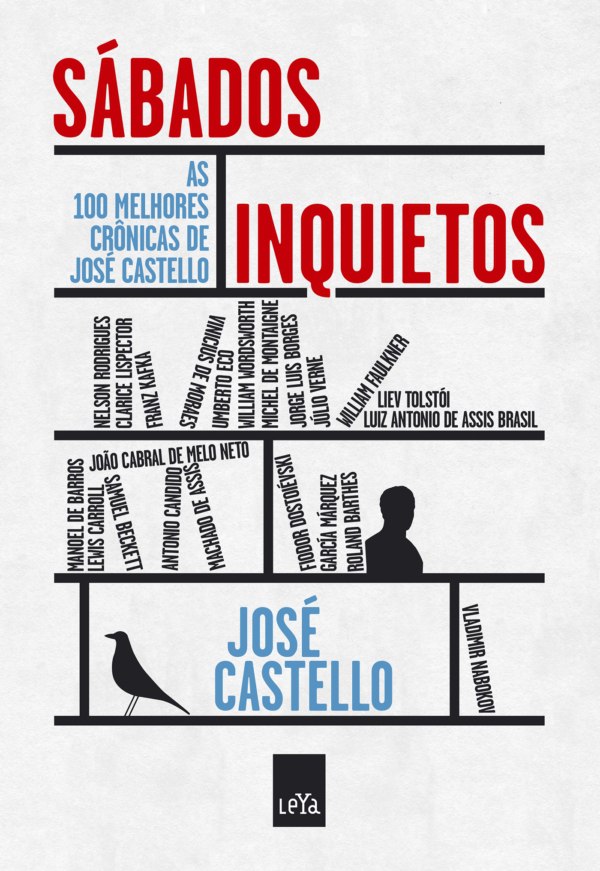 SÁBADOS
AS
100 MELHORES
CRÔNICAS DE
JOSÉ CASTELLO
INQUIETOS
NELSON RODRIGUES
CLARICE LISPECTOR
FRANZ KAFKA
VINICIUS DE MORAES
UMBERTO ECO
WILLIAM WORDSWORTH
MICHEL DE MONTAIGNE
JORGE LUIS BORGES
JÚLIO VERNE
WILLIAM FAULKNER
LIEV TOLSTÓI
LUIZ ANTONIO DE ASSIS BRASIL
MANOEL DE BARROS
LEWIS CARROLL
JOÃO CABRAL DE MELO NETO
SAMUEL BECKETT
ANTONIO CANDIDO
MACHADO DE ASSIS
FIODOR DOSTOIÉVSKI
GARCÍA MÁRQUEZ
ROLAND BARTHES
JOSÉ
CASTELLO
VLADIMIR NABOKOV
LeYa